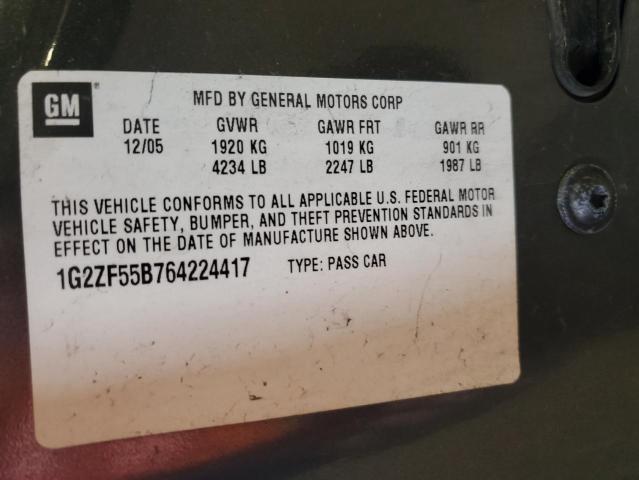 GM ®
MFD BY GENERAL MOTORS CORP
DATE GVWR GAWR FRT GAWR RR
12/05 1920 KG 1019 KG 901 KG
4234 LB 2247 LB 1987 LB
THIS VEHICLE CONFORMS TO ALL APPLICABLE U.S. FEDERAL MOTOR
VEHICLE SAFETY, BUMPER, AND THEFT PREVENTION STANDARDS IN
EFFECT ON THE DATE OF MANUFACTURE SHOWN ABOVE.
1G2ZF55B764224417 TYPE: PASS CAR